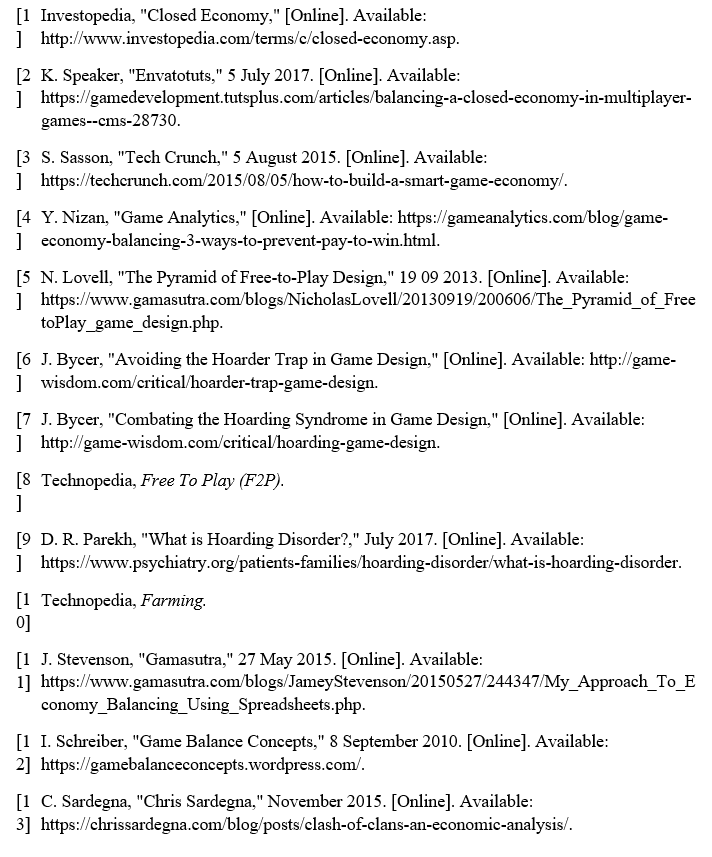 [1 Investopedia, "Closed Economy," [Online]. Available:
] http://www.investopedia.com/terms/c/closed-economy.asp.
[2 K. Speaker, "Envatotuts," 5 July 2017. [Online]. Available:
] https://gamedevelopment.tutsplus.com/articles/balancing-a-closed-economy-in-multiplayer-
games--cms-28730.
[3 S. Sasson, "Tech Crunch," 5 August 2015. [Online]. Available:
] https://techcrunch.com/2015/08/05/how-to-build-a-smart-game-economy/.
[4 Y. Nizan, "Game Analytics," [Online]. Available: https://gameanalytics.com/blog/game-
] economy-balancing-3-ways-to-prevent-pay-to-win.html.
[5 N. Lovell, "The Pyramid of Free-to-Play Design," 19 09 2013. [Online]. Available:
] https://www.gamasutra.com/blogs/NicholasLovell/20130919/200606/The_Pyramid_of_Free
toPlay_game_design.php.
[6 J. Bycer, "Avoiding the Hoarder Trap in Game Design," [Online]. Available: http://game-
] wisdom.com/critical/hoarder-trap-game-design.
[7 J. Bycer, "Combating the Hoarding Syndrome in Game Design," [Online]. Available:
] http://game-wisdom.com/critical/hoarding-game-design.
[8 Technopedia, Free To Play (F2P).
]
[9 D. R. Parekh, "What is Hoarding Disorder?," July 2017. [Online]. Available:
] https://www.psychiatry.org/patients-families/hoarding-disorder/what-is-hoarding-disorder.
[1 Technopedia, Farming.
0]
[1 J. Stevenson, "Gamasutra," 27 May 2015. [Online]. Available:
1] https://www.gamasutra.com/blogs/JameyStevenson/20150527/244347/My_Approach_To_E
conomy_Balancing_Using_Spreadsheets.php.
[1 I. Schreiber, "Game Balance Concepts," 8 September 2010. [Online]. Available:
2] https://gamebalanceconcepts.wordpress.com/.
[1 C. Sardegna, "Chris Sardegna," November 2015. [Online]. Available:
3] https://chrissardegna.com/blog/posts/clash-of-clans-an-economic-analysis/.